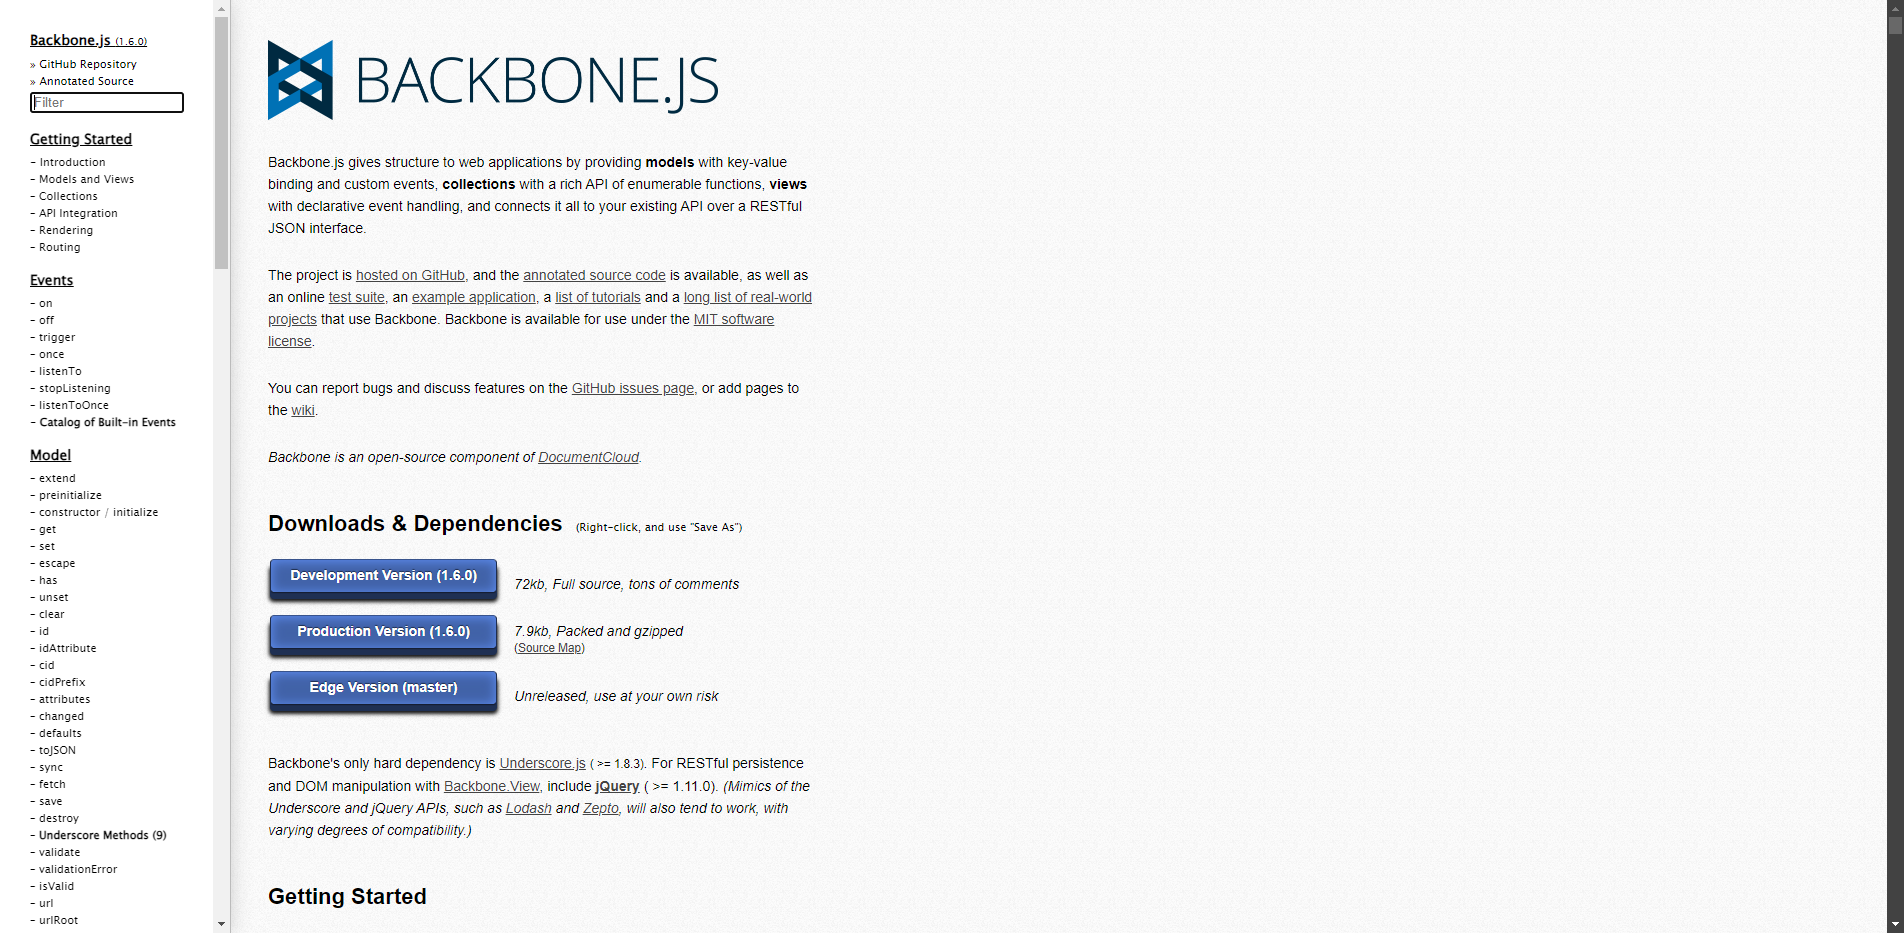 Backbone.js (1.6.0)
» GitHub Repository
» Annotated Source
Filter
Getting Started
- Introduction
- Models and Views
- Collections
- API Integration
- Rendering
- Routing
Events
- on
- off
- trigger
- once
- listenTo
- stopListening
- listenToOnce
- Catalog of Built-in Events
Model
- extend
- preinitialize
- constructor / initialize
- get
- set
- escape
- has
- unset
- clear
- id
- idAttribute
- cid
- cidPrefix
- attributes
- changed
- defaults
- toJSON
- sync
- fetch
- save
- destroy
- Underscore Methods (9)
- validate
- validationError
- isValid
- url
- urlRoot
BACKBONE.JS
Backbone.js gives structure to web applications by providing models with key-value
binding and custom events, collections with a rich API of enumerable functions, views
with declarative event handling, and connects it all to your existing API over a RESTful
JSON interface.
The project is hosted on GitHub, and the annotated source code is available, as well as
an online test suite, an example application, a list of tutorials and a long list of real-world
projects that use Backbone. Backbone is available for use under the MIT software
license.
You can report bugs and discuss features on the GitHub issues page, or add pages to
the wiki.
Backbone is an open-source component of DocumentCloud.
Downloads & Dependencies (Right-click, and use "Save As")
Development Version (1.6.0) 72kb, Full source, tons of comments
Production Version (1.6.0) 7.9kb, Packed and gzipped
(Source Map)
Edge Version (master) Unreleased, use at your own risk
Backbone's only hard dependency is Underscore.js ( >= 1.8.3). For RESTful persistence
and DOM manipulation with Backbone.View, include jQuery ( >= 1.11.0). (Mimics of the
Underscore and jQuery APIs, such as Lodash and Zepto, will also tend to work, with
varying degrees of compatibility.)
Getting Started